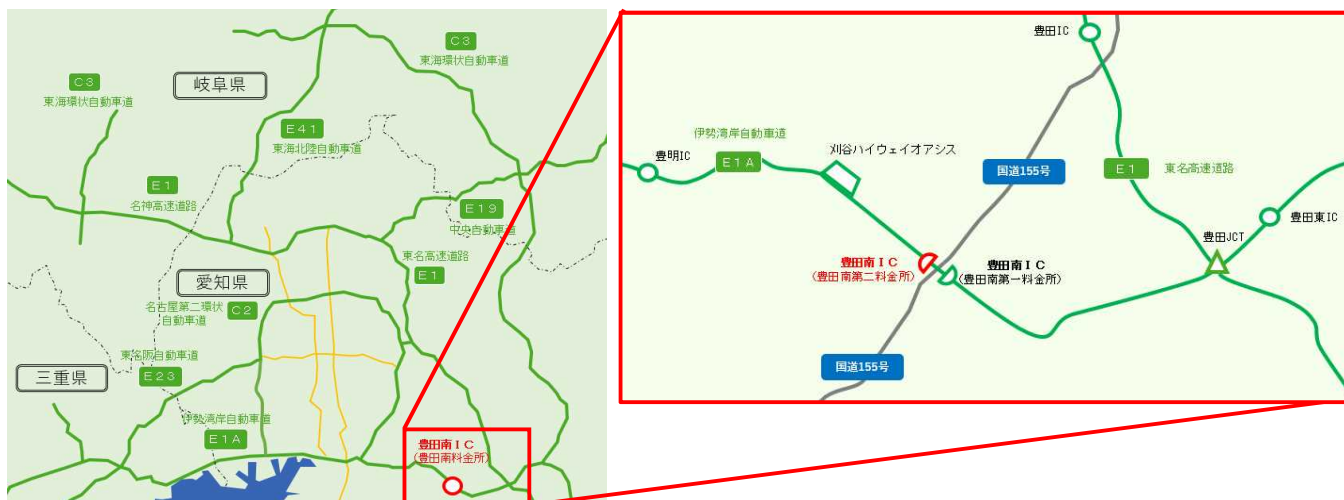 C3
東海環状自動車道
岐阜県
C3
東海環状自動車道
E41
東海北陸自動車道
E1
名神高速道路
E19
中央自動車道
東名高速道路
E1
愛知県
名古屋第二環状
自動車道
C2
東名阪自動車道
E23
三重県
伊勢湾岸自動車道
E1A
豊田南IC
(豊田南料金所)
豊田IC
伊勢湾岸自動車道
E1A
豊明IC
刈谷ハイウェイオアシス
国道155号
E1
東名高速道路
豊田東IC
豊田JCT
豊田南IC
(豊田南第二料金所)
豊田南IC
(豊田南第一料金所)
国道155号